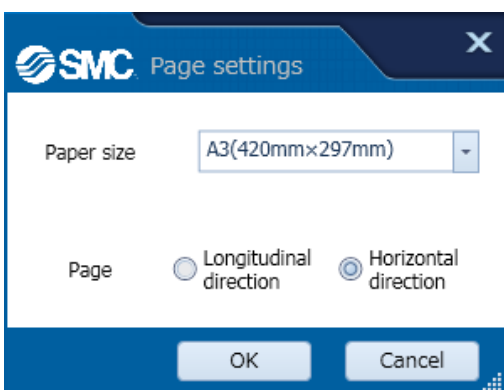 SMC Page settings
X
Paper size
A3(420mm×297mm)
Page
Longitudinal
direction
Horizontal
direction
OK
Cancel